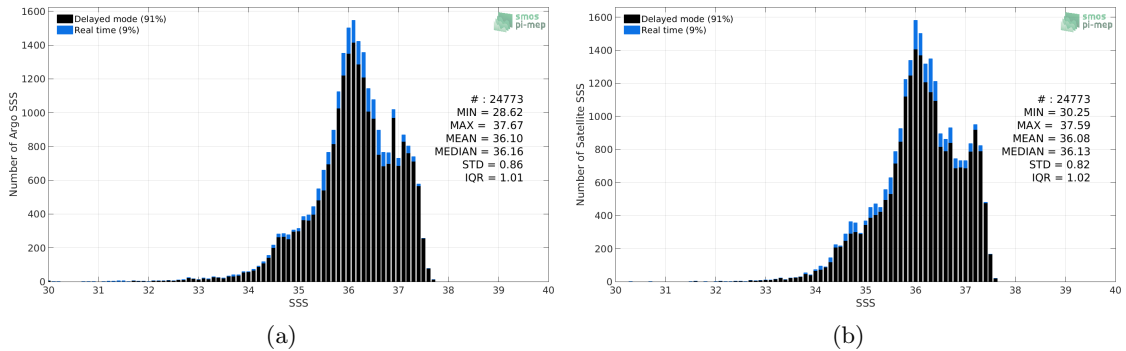 Delayed mode (91%)
Real time (9%)
smos
pi-mep
# : 24773
MIN = 28.62
MAX = 37.67
MEAN = 36.10
MEDIAN = 36.16
STD = 0.86
IQR = 1.01
Number of Argo SSS
1600
1400
1200
1000
800
600
400
200
0
30 31 32 33 34 35 36 37 38 39 40
SSS
(a)
Delayed mode (91%)
Real time (9%)
smos
pi-mep
# : 24773
MIN = 30.25
MAX = 37.59
MEAN = 36.08
MEDIAN = 36.13
STD = 0.82
IQR = 1.02
Number of Satellite SSS
1600
1400
1200
1000
800
600
400
200
0
30 31 32 33 34 35 36 37 38 39 40
SSS
(b)